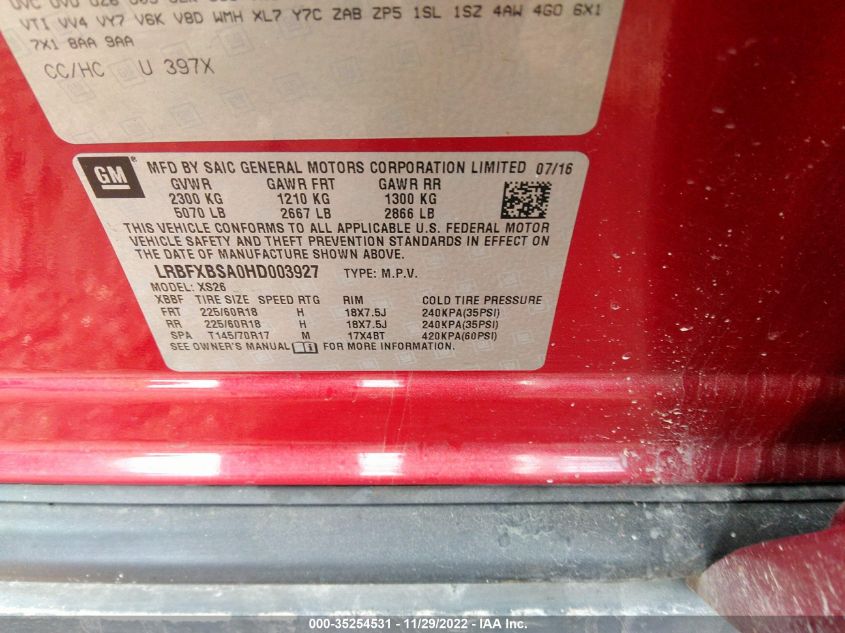 VTI VV4 VY7 V6K V8D WMH XL7 Y7C ZAB ZP5 1SL 1SZ 4AW 4GO 6X1
7X1 8AA 9AA
CC/HC U 397X
GM ® MFD BY SAIC GENERAL MOTORS CORPORATION LIMITED 07/16
GVWR GAWR FRT GAWR RR
2300 KG 1210 KG 1300 KG
5070 LB 2667 LB 2866 LB
THIS VEHICLE CONFORMS TO ALL APPLICABLE U.S. FEDERAL MOTOR
VEHICLE SAFETY AND THEFT PREVENTION STANDARDS IN EFFECT ON
THE DATE OF MANUFACTURE SHOWN ABOVE.
LRBFXBSA0HD003927 TYPE: M.P.V.
MODEL: XS26
XBBF TIRE SIZE SPEED RTG RIM COLD TIRE PRESSURE
FRT 225/60R18 H 18X7.5J 240KPA(35PSI)
RR 225/60R18 H 18X7.5J 240KPA(35PSI)
SPA T145/70R17 M 17X4BT 420KPA(60PSI)
SEE OWNER'S MANUAL FOR MORE INFORMATION.
000-35254531 - 11/29/2022 - IAA Inc.